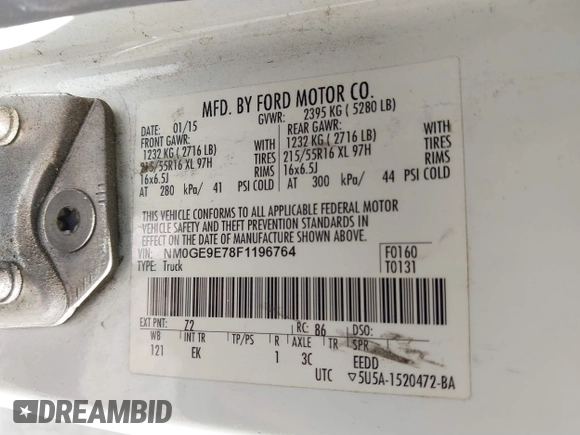 MFD. BY FORD MOTOR CO.
DATE: 01/15 GVWR: 2395 KG ( 5280 LB)
FRONT GAWR: REAR GAWR:
1232 KG ( 2716 LB) WITH 1232 KG ( 2716 LB) WITH
215/55R16 XL 97H TIRES 215/55R16 XL 97H TIRES
16x6.5J RIMS 16x6.5J RIMS
AT 280 kPa/ 41 PSI COLD AT 300 kPa/ 44 PSI COLD
THIS VEHICLE CONFORMS TO ALL APPLICABLE FEDERAL MOTOR
VEHICLE SAFETY AND THEFT PREVENTION STANDARDS IN
EFFECT ON THE DATE OF MANUFACTURE SHOWN ABOVE.
VIN: NM0GE9E78F1196764 F0160
TYPE: Truck T0131
EXT PNT: Z2 RC: 86 DSO:
WB INT TR TP/PS R AXLE TR SPR
121 EK 1 3C EEDD
UTC ▽5U5A-1520472-BA
DREAMBID